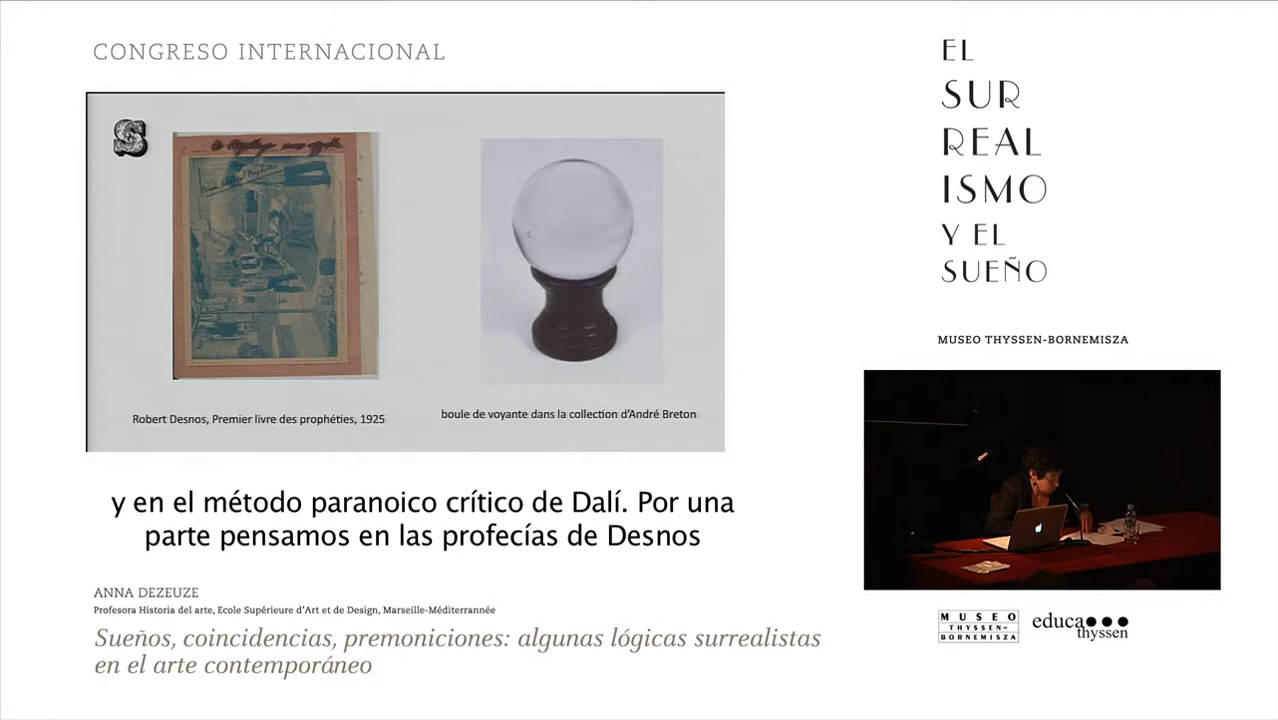 CONGRESO INTERNACIONAL
EL
SUR
REAL
ISMO
Y EL
SUEÑO
MUSEO THYSSEN-BORNEMISZA
S
Robert Desnos, Premier livre des prophéties, 1925
boule de voyante dans la collection d'André Breton
y en el método paranoico crítico de Dalí. Por una
parte pensamos en las profecías de Desnos
ANNA DEZEUZE
Profesora Historia del arte, Ecole Supérieure d'Art et de Design, Marseille-Méditerrannée
Sueños, coincidencias, premoniciones: algunas lógicas surrealistas
en el arte contemporáneo
MUSEO
THYSSEN-
BORNEMISZA
educa
thyssen